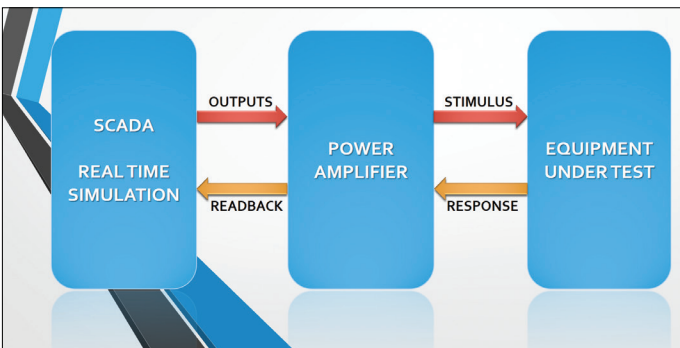 SCADA
REAL TIME
SIMULATION
OUTPUTS
READBACK
POWER
AMPLIFIER
STIMULUS
RESPONSE
EQUIPMENT
UNDER TEST